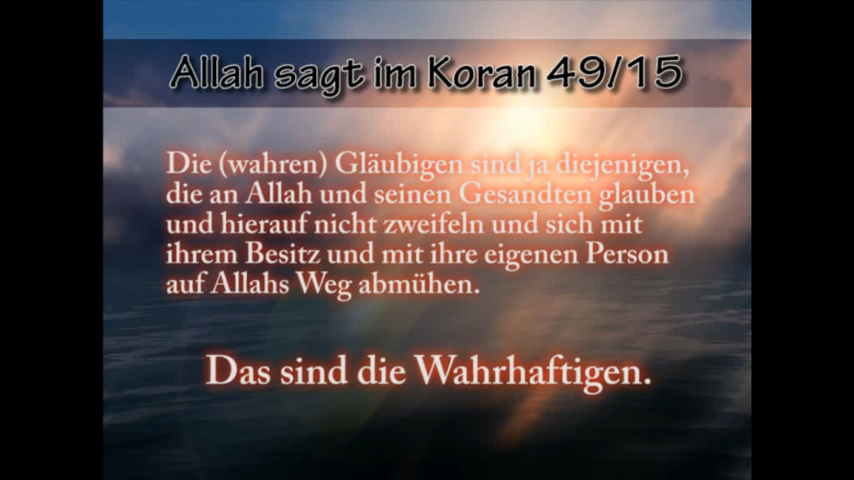 Allah sagt im Koran 49/15
Die (wahren) Gläubigen sind ja diejenigen,
die an Allah und seinen Gesandten glauben
und hierauf nicht zweifeln und sich mit
ihrem Besitz und mit ihre eigenen Person
auf Allahs Weg abmühen.
Das sind die Wahrhaftigen.